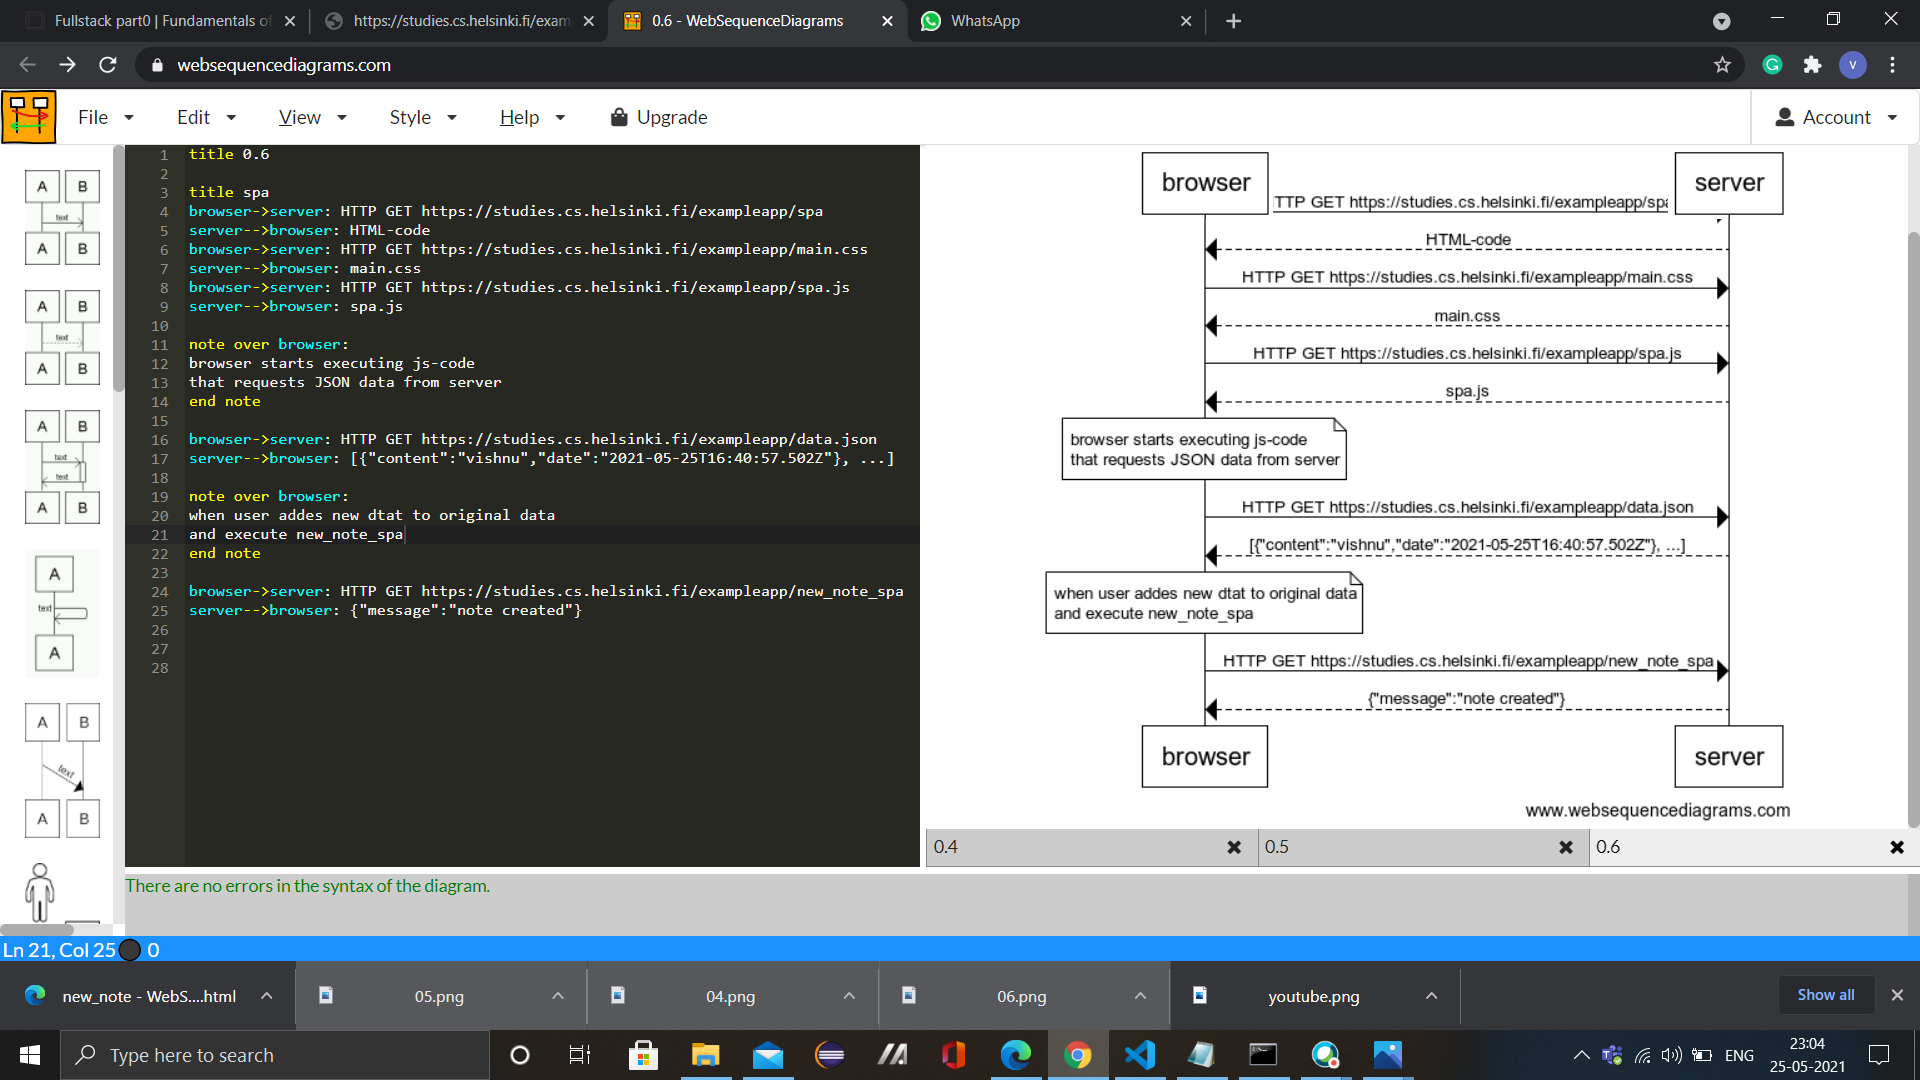 Fullstack part0 | Fundamentals of
https://studies.cs.helsinki.fi/exam
0.6 - WebSequenceDiagrams
WhatsApp
websequencediagrams.com
V
File
Edit
View
Style
Help
Upgrade
Account
A B
text
A B
A B
text
A B
A B
text
text
A B
A
text
A
A B
text
A B
1 title 0.6
2
3 title spa
4 browser->server: HTTP GET https://studies.cs.helsinki.fi/exampleapp/spa
5 server-->browser: HTML-code
6 browser->server: HTTP GET https://studies.cs.helsinki.fi/exampleapp/main.css
7 server-->browser: main.css
8 browser->server: HTTP GET https://studies.cs.helsinki.fi/exampleapp/spa.js
9 server-->browser: spa.js
10
11 note over browser:
12 browser starts executing js-code
13 that requests JSON data from server
14 end note
15
16 browser->server: HTTP GET https://studies.cs.helsinki.fi/exampleapp/data.json
17 server-->browser: [{"content":"vishnu","date":"2021-05-25T16:40:57.502Z"}, ...]
18
19 note over browser:
20 when user addes new dtat to original data
21 and execute new_note_spa
22 end note
23
24 browser->server: HTTP GET https://studies.cs.helsinki.fi/exampleapp/new_note_spa
25 server-->browser: {"message":"note created"}
26
27
28
browser
server
TTP GET https://studies.cs.helsinki.fi/exampleapp/spa
HTML-code
HTTP GET https://studies.cs.helsinki.fi/exampleapp/main.css
main.css
HTTP GET https://studies.cs.helsinki.fi/exampleapp/spa.js
spa.js
browser starts executing js-code
that requests JSON data from server
HTTP GET https://studies.cs.helsinki.fi/exampleapp/data.json
[{"content":"vishnu","date":"2021-05-25T16:40:57.502Z"}, ...]
when user addes new dtat to original data
and execute new_note_spa
HTTP GET https://studies.cs.helsinki.fi/exampleapp/new_note_spa
{"message":"note created"}
browser
server
www.websequencediagrams.com
0.4
0.5
0.6
There are no errors in the syntax of the diagram.
Ln 21, Col 25 0
new_note - WebS....html
05.png
04.png
06.png
youtube.png
Show all
Type here to search
ENG
23:04
25-05-2021